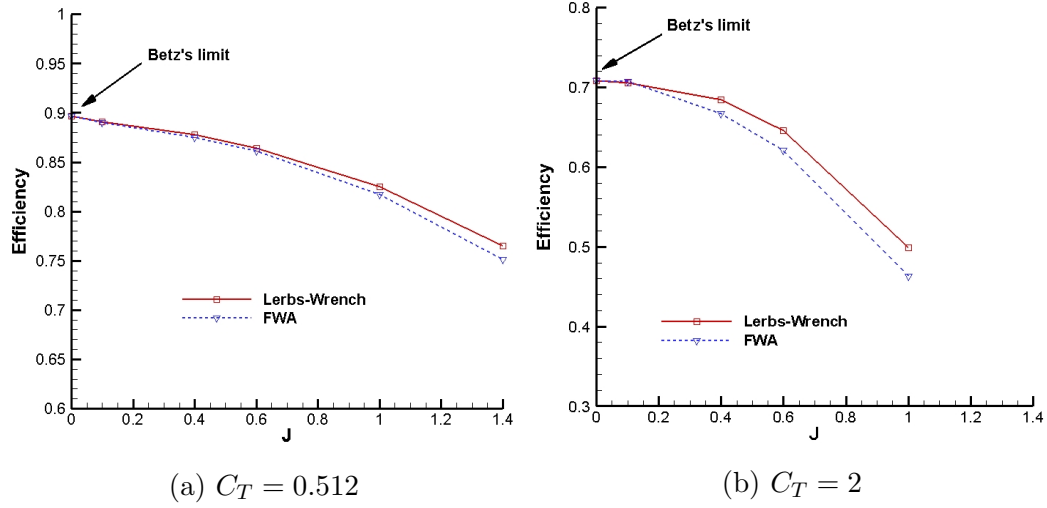 1
0.95
0.9
0.85
0.8
0.75
0.7
0.65
0.6
Efficiency
Betz's limit
Lerbs-Wrench
FWA
0 0.2 0.4 0.6 0.8 1 1.2 1.4
J
(a) C_T = 0.512
0.8
0.7
0.6
0.5
0.4
0.3
Efficiency
Betz's limit
Lerbs-Wrench
FWA
0 0.2 0.4 0.6 0.8 1 1.2 1.4
J
(b) C_T = 2